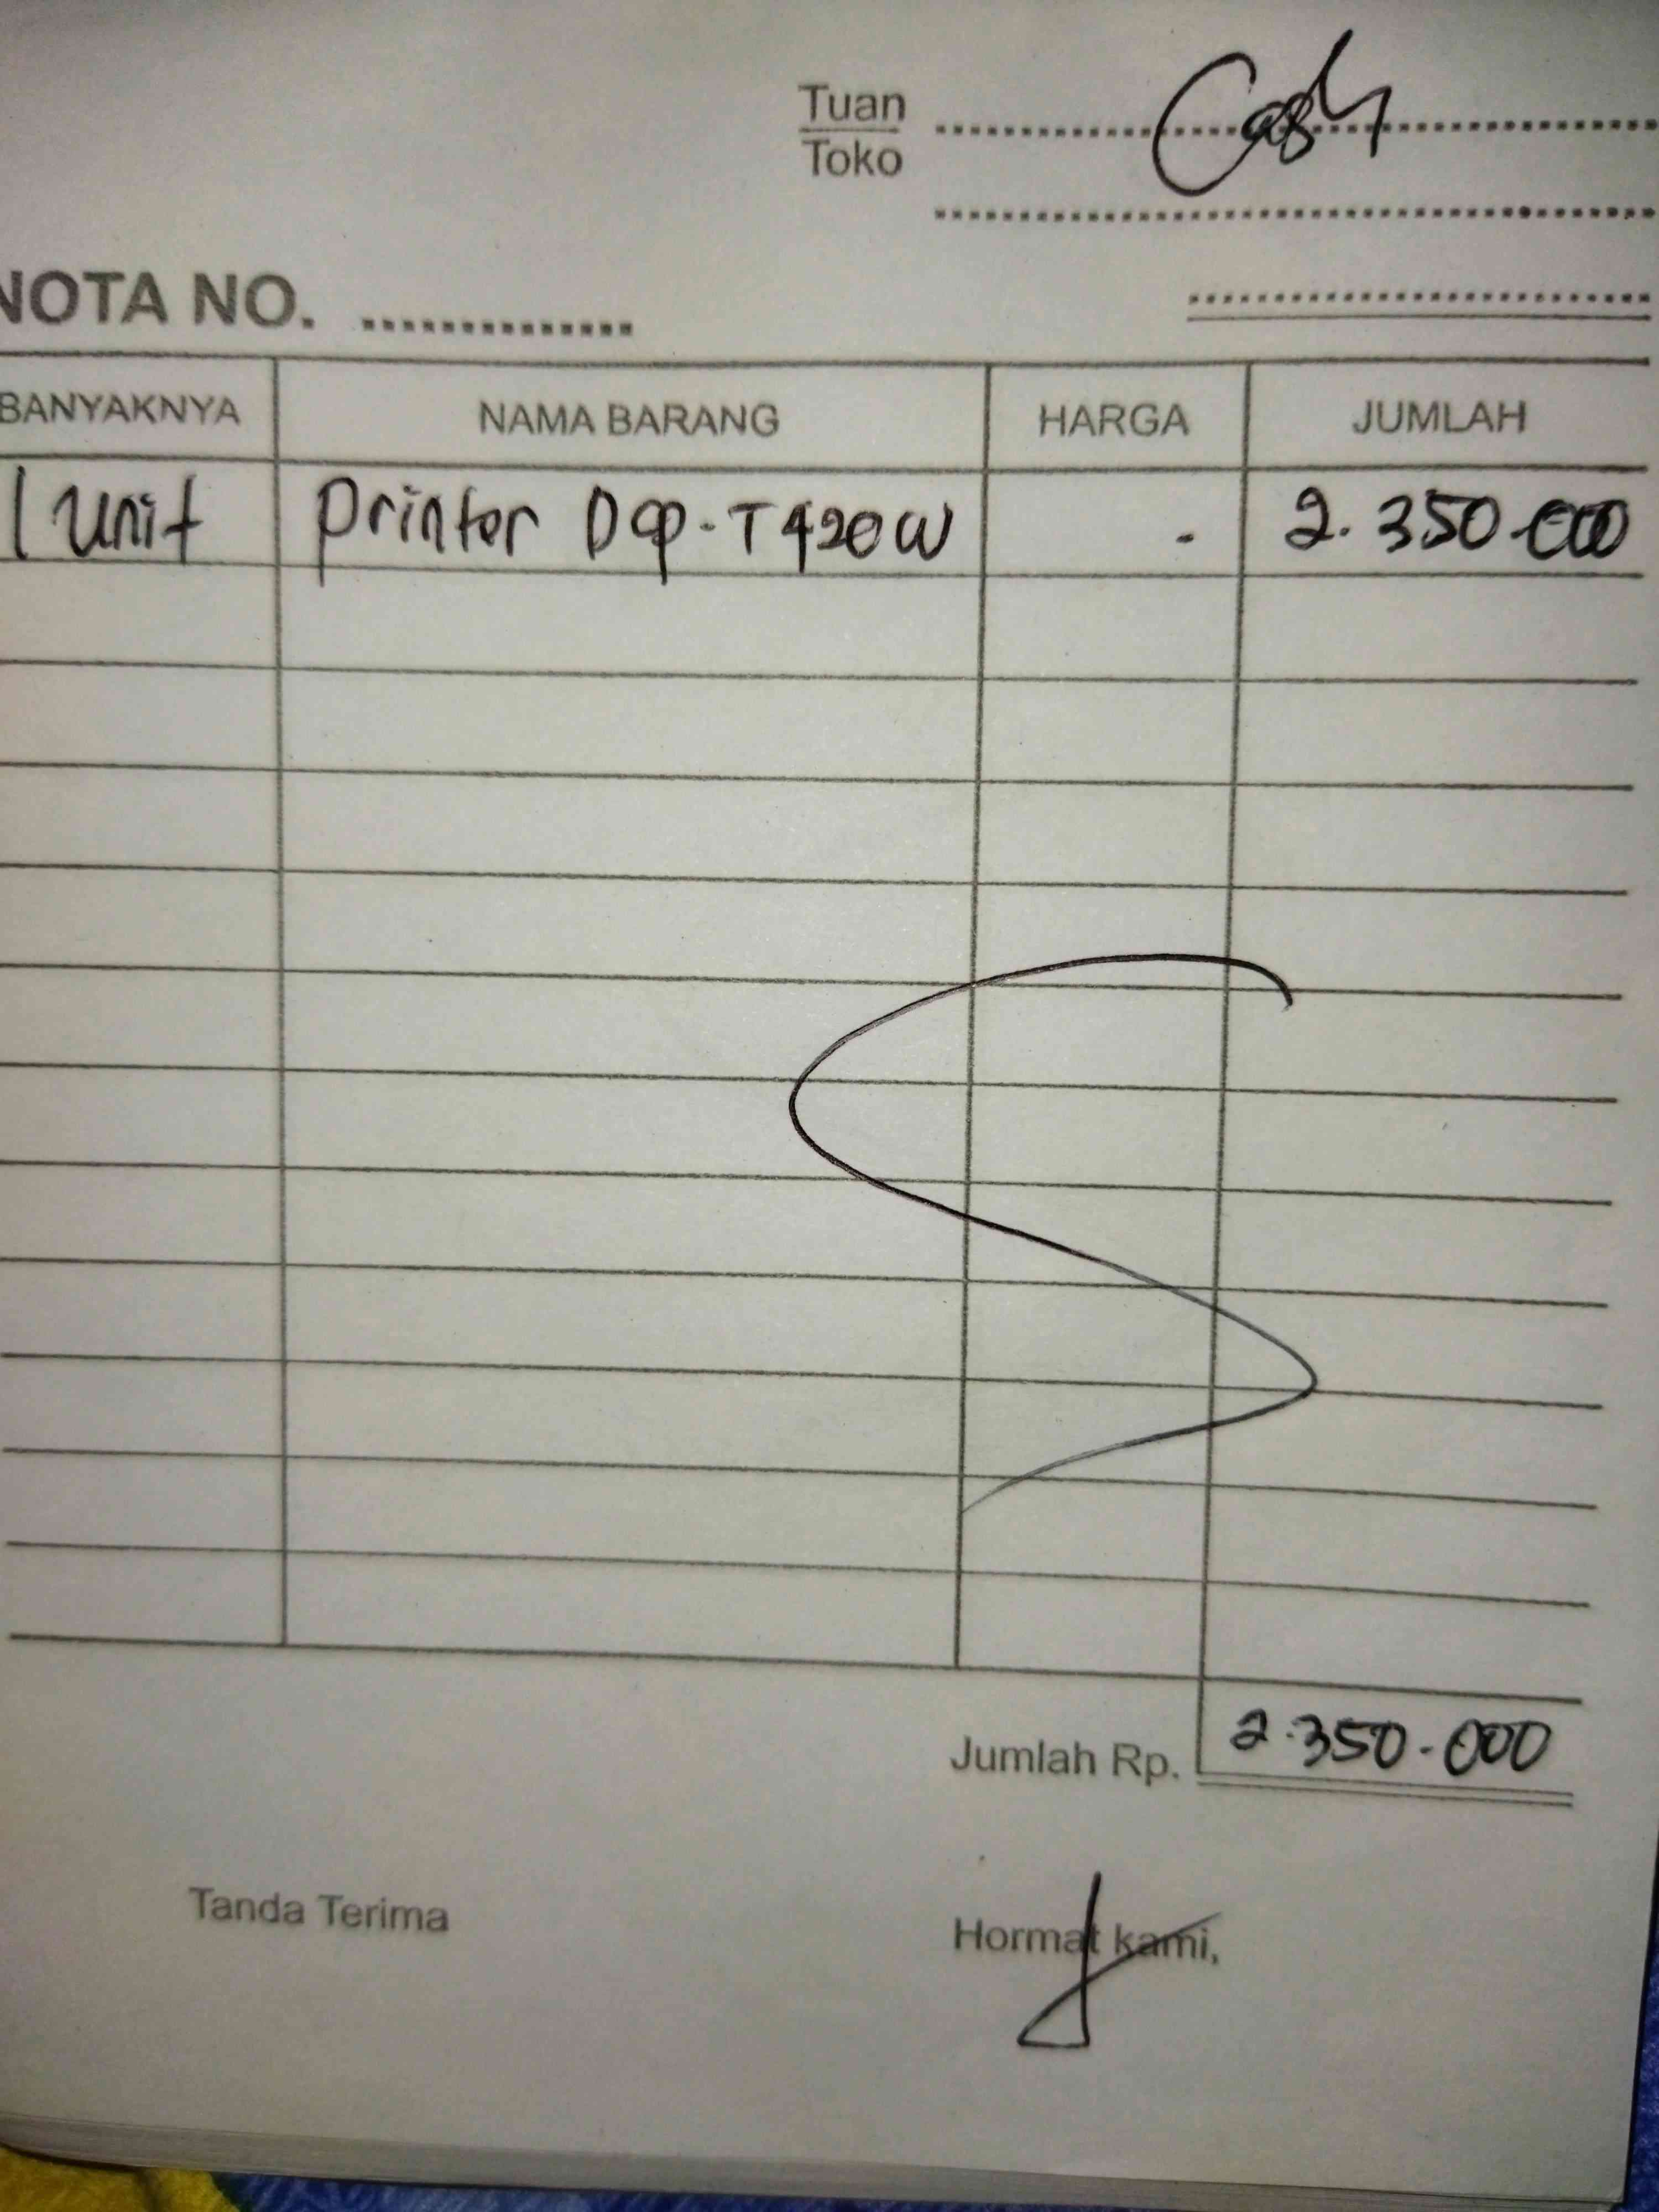 Tuan
Toko
Cash
NOTA NO. ..............
BANYAKNYA NAMA BARANG HARGA JUMLAH
1 Unit Printer Dcp-T420W - 2.350.000
Jumlah Rp. 2.350.000
Tanda Terima Hormat kami,